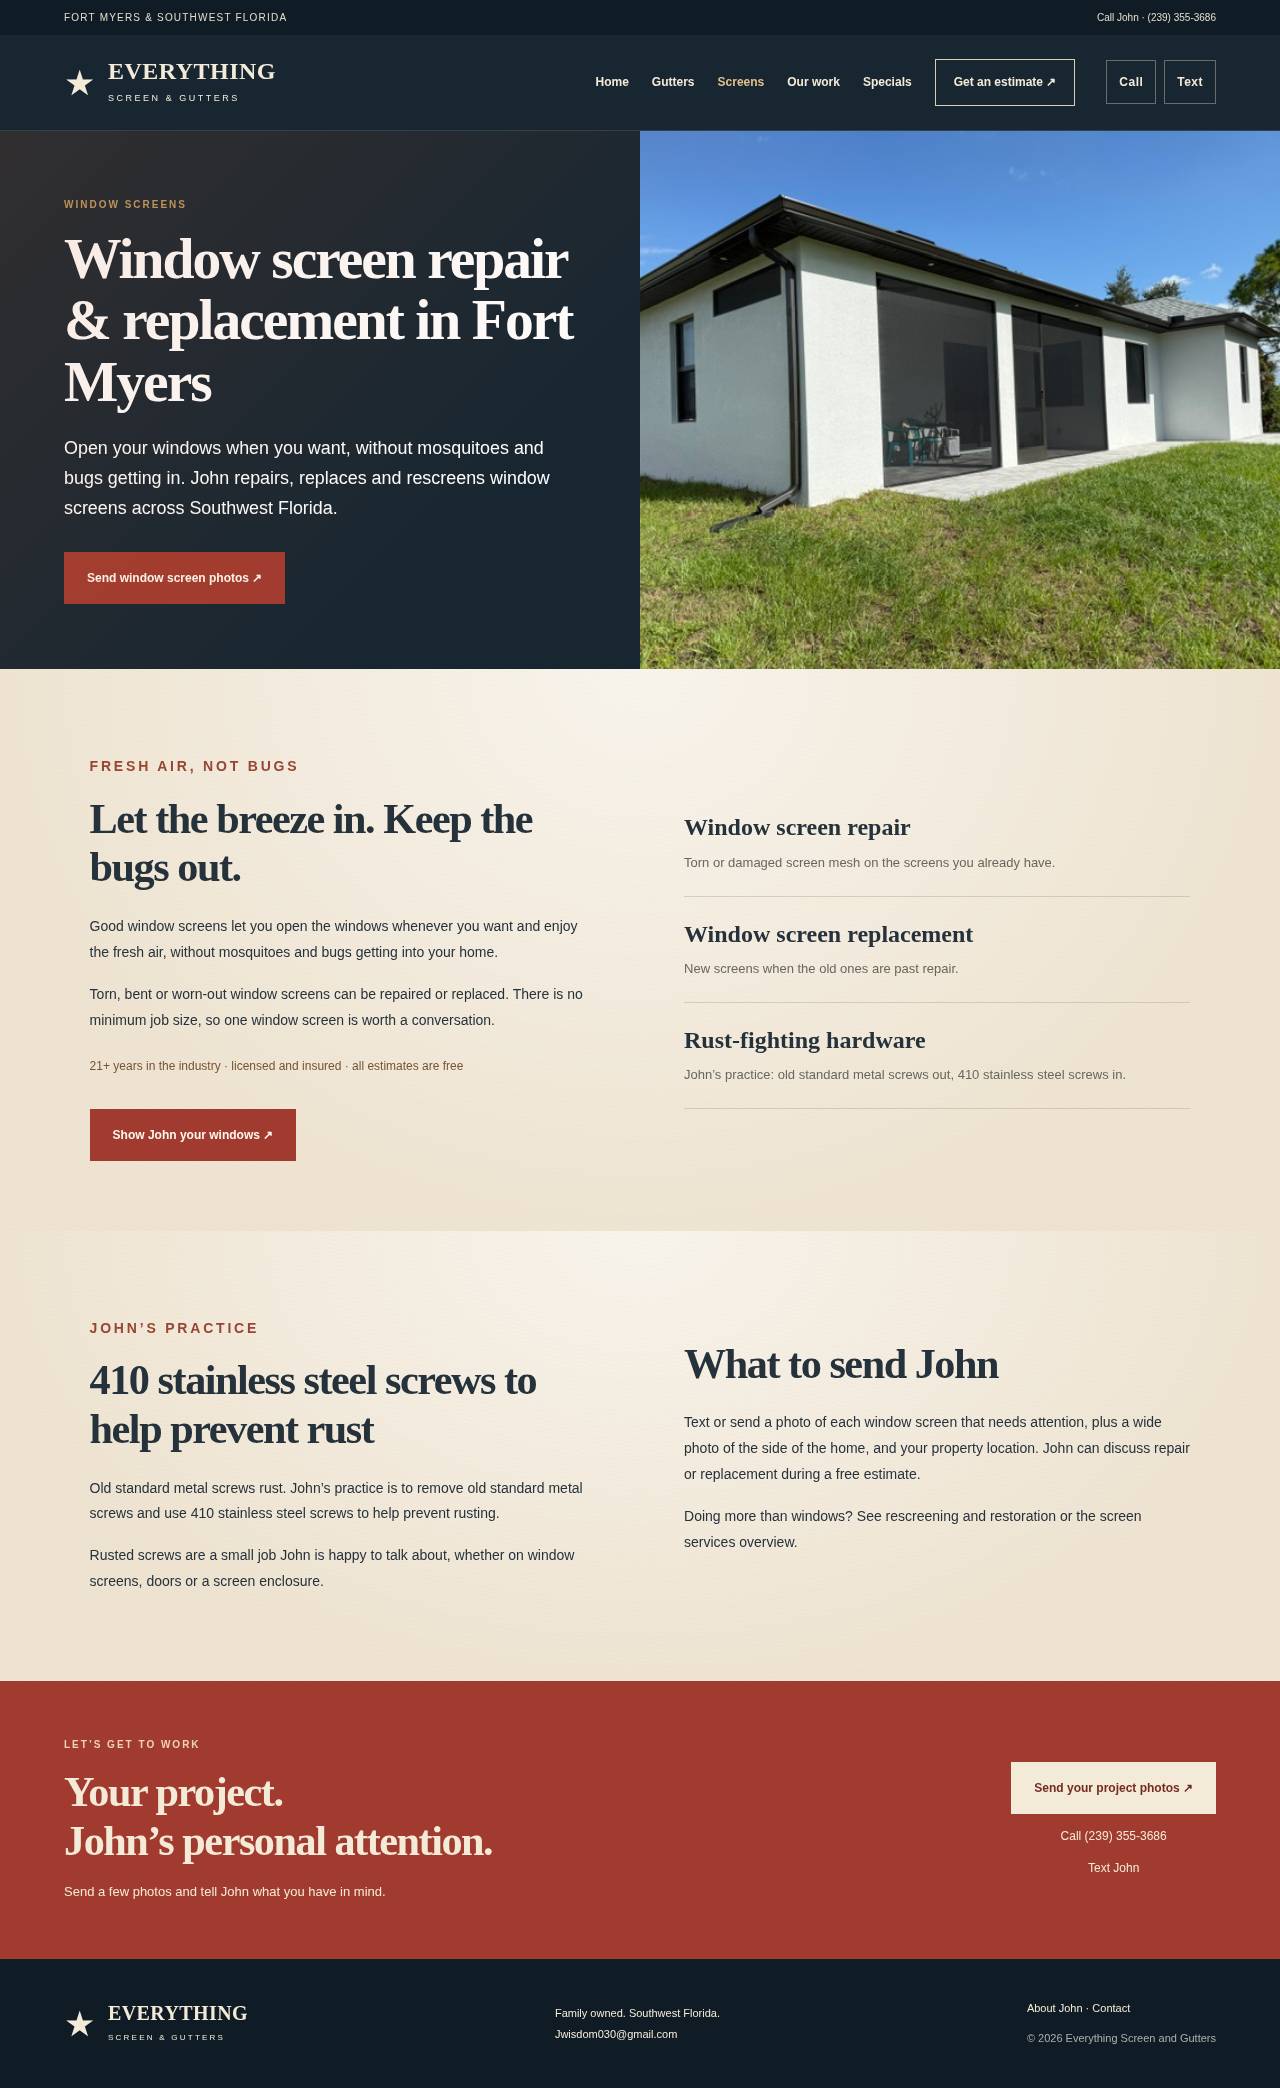 FORT MYERS & SOUTHWEST FLORIDA
Call John · (239) 355-3686
★ EVERYTHING
SCREEN & GUTTERS
Home Gutters Screens Our work Specials Get an estimate ↗ Call Text
WINDOW SCREENS
Window screen repair
& replacement in Fort
Myers
Open your windows when you want, without mosquitoes and
bugs getting in. John repairs, replaces and rescreens window
screens across Southwest Florida.
Send window screen photos ↗
FRESH AIR, NOT BUGS
Let the breeze in. Keep the
bugs out.
Good window screens let you open the windows whenever you want and enjoy
the fresh air, without mosquitoes and bugs getting into your home.
Torn, bent or worn-out window screens can be repaired or replaced. There is no
minimum job size, so one window screen is worth a conversation.
21+ years in the industry · licensed and insured · all estimates are free
Show John your windows ↗
Window screen repair
Torn or damaged screen mesh on the screens you already have.
Window screen replacement
New screens when the old ones are past repair.
Rust-fighting hardware
John’s practice: old standard metal screws out, 410 stainless steel screws in.
JOHN’S PRACTICE
410 stainless steel screws to
help prevent rust
Old standard metal screws rust. John’s practice is to remove old standard metal
screws and use 410 stainless steel screws to help prevent rusting.
Rusted screws are a small job John is happy to talk about, whether on window
screens, doors or a screen enclosure.
What to send John
Text or send a photo of each window screen that needs attention, plus a wide
photo of the side of the home, and your property location. John can discuss repair
or replacement during a free estimate.
Doing more than windows? See rescreening and restoration or the screen
services overview.
LET’S GET TO WORK
Your project.
John’s personal attention.
Send a few photos and tell John what you have in mind.
Send your project photos ↗
Call (239) 355-3686
Text John
★ EVERYTHING
SCREEN & GUTTERS
Family owned. Southwest Florida.
Jwisdom030@gmail.com
About John · Contact
© 2026 Everything Screen and Gutters